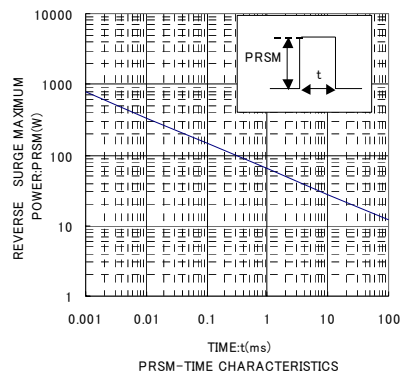 REVERSE SURGE MAXIMUM
POWER:PRSM(W)
10000
1000
100
10
1
PRSM
t
0.001 0.01 0.1 1 10 100
TIME:t(ms)
PRSM-TIME CHARACTERISTICS